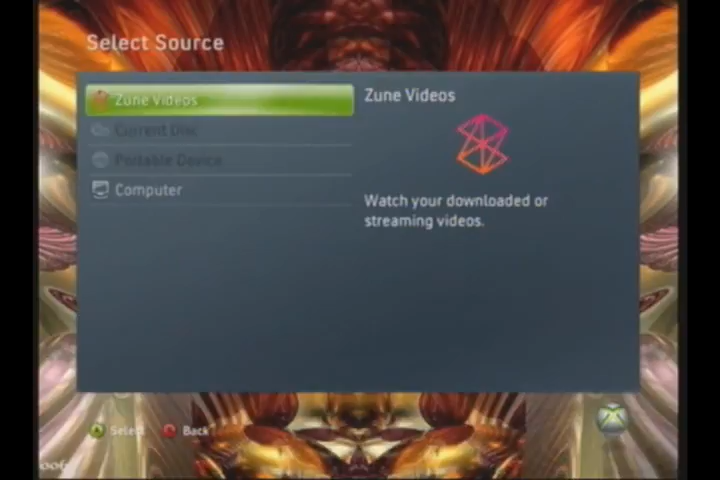 Select Source
Zune Videos
Current Disc
Portable Device
Computer
Zune Videos
Watch your downloaded or
streaming videos.
Select
Back